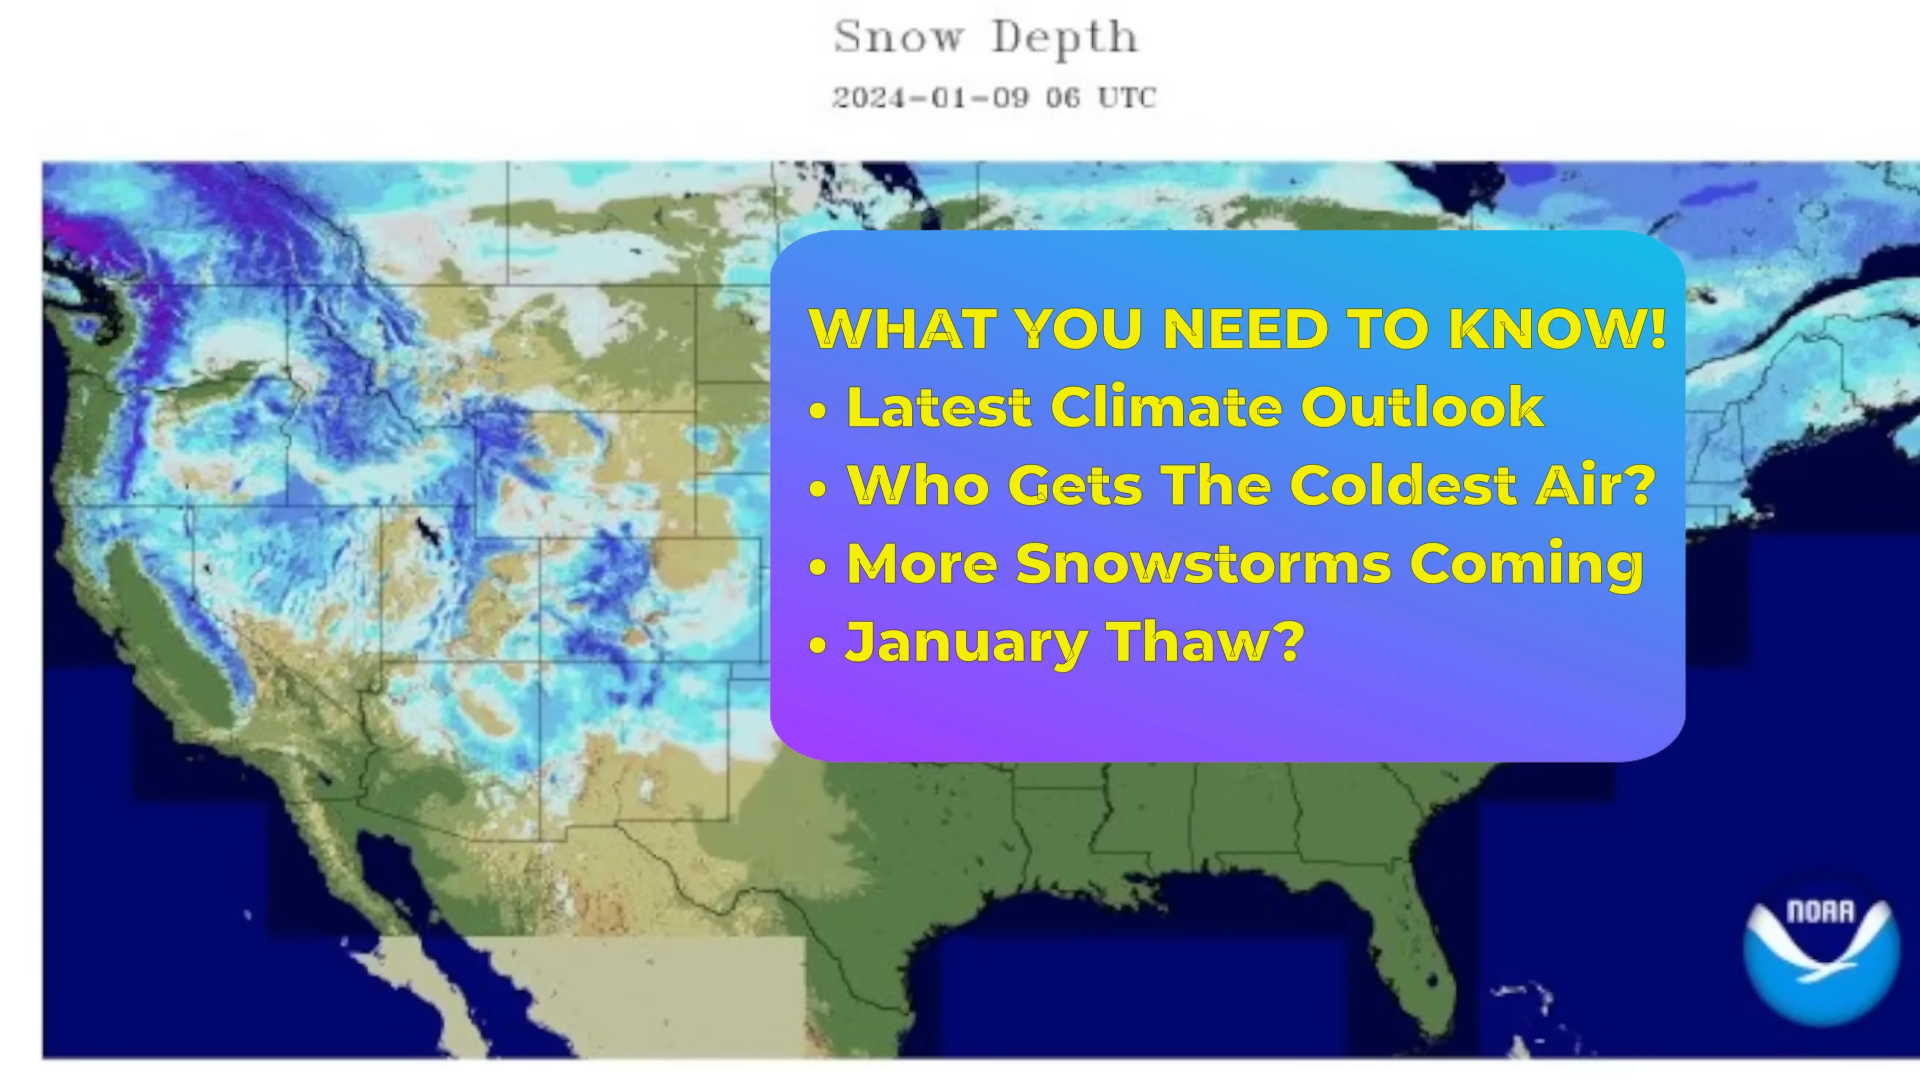 Snow Depth
2024-01-09 06 UTC
WHAT YOU NEED TO KNOW!
• Latest Climate Outlook
• Who Gets The Coldest Air?
• More Snowstorms Coming
• January Thaw?
NOAA